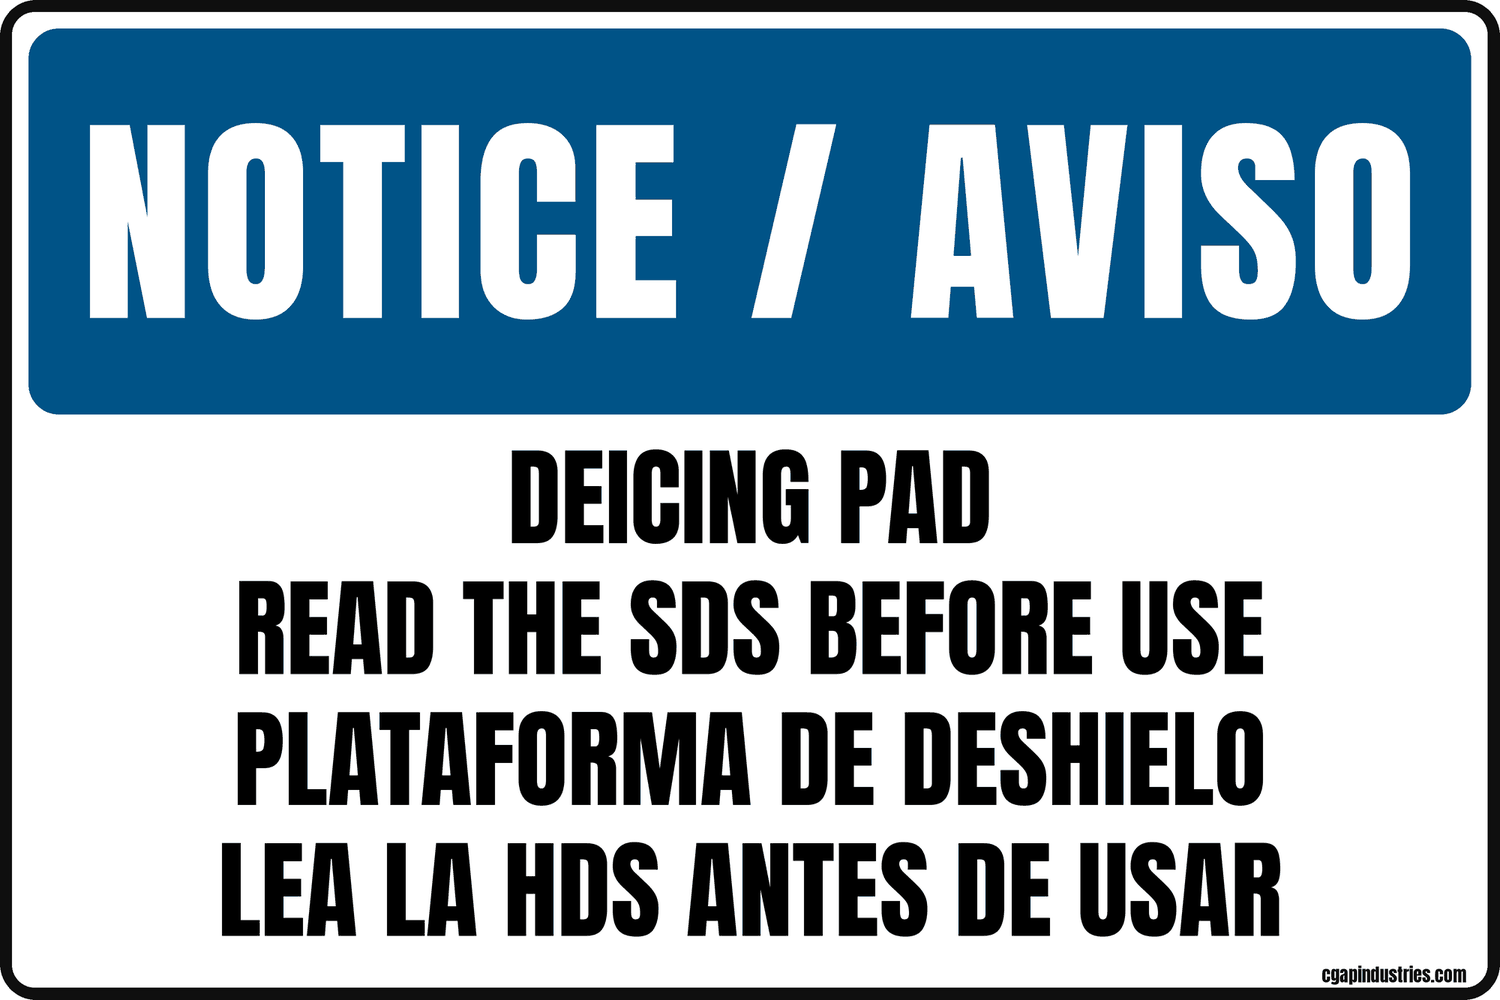 NOTICE / AVISO
DEICING PAD
READ THE SDS BEFORE USE
PLATAFORMA DE DESHIELO
LEA LA HDS ANTES DE USAR
cgapindustries.com